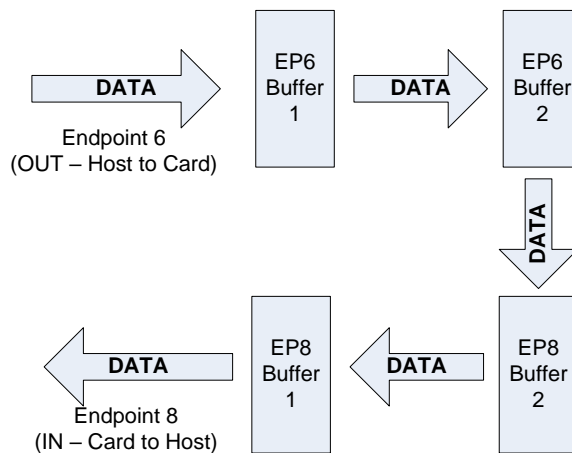 DATA
Endpoint 6
(OUT – Host to Card)
EP6
Buffer
1
DATA
EP6
Buffer
2
DATA
EP8
Buffer
2
DATA
EP8
Buffer
1
DATA
Endpoint 8
(IN – Card to Host)